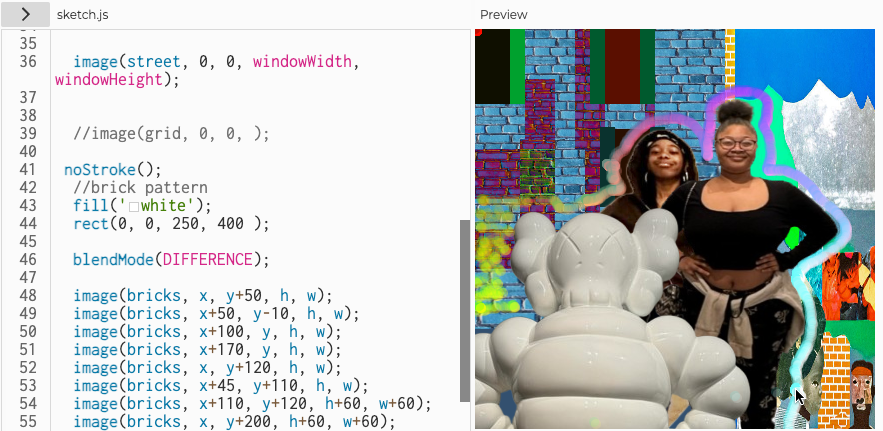 sketch.js
Preview
35
36 image(street, 0, 0, windowWidth,
windowHeight);
37
38
39 //image(grid, 0, 0, );
40
41 noStroke();
42 //brick pattern
43 fill('white');
44 rect(0, 0, 250, 400 );
45
46 blendMode(DIFFERENCE);
47
48 image(bricks, x, y+50, h, w);
49 image(bricks, x+50, y-10, h, w);
50 image(bricks, x+100, y, h, w);
51 image(bricks, x+170, y, h, w);
52 image(bricks, x, y+120, h, w);
53 image(bricks, x+45, y+110, h, w);
54 image(bricks, x+110, y+120, h+60, w+60);
55 image(bricks, x, y+200, h+60, w+60);